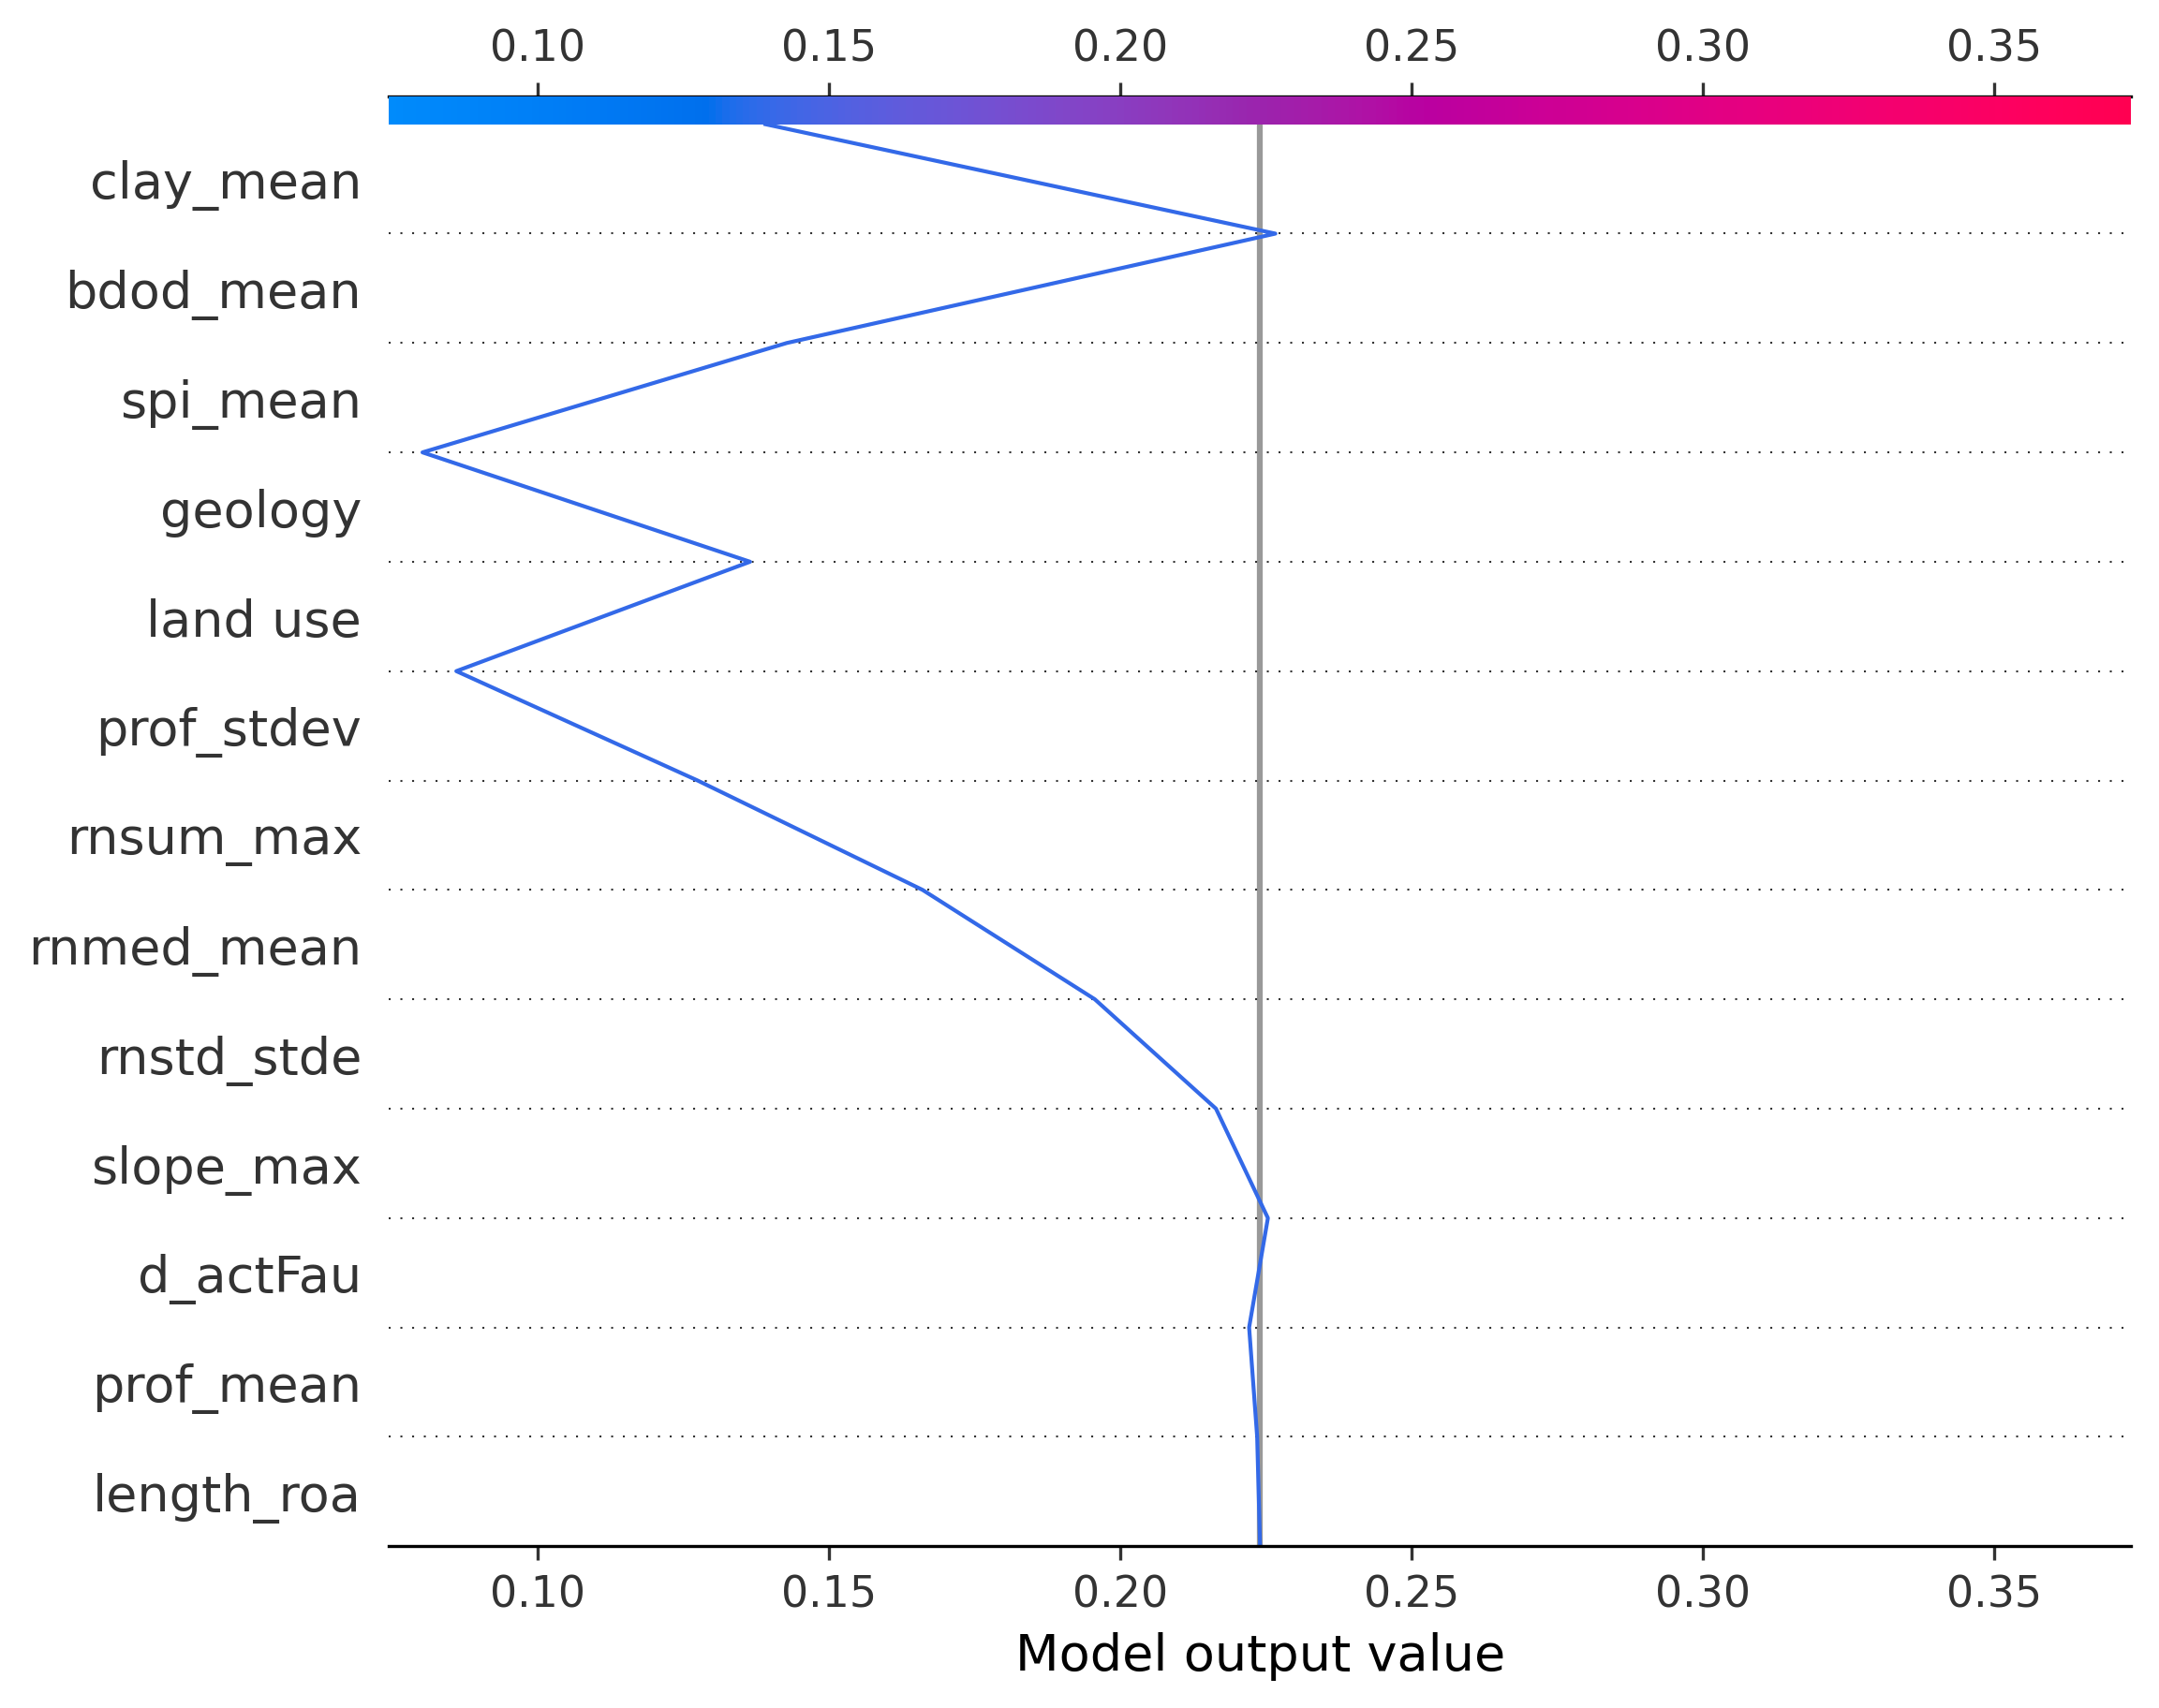 0.10 0.15 0.20 0.25 0.30 0.35
clay_mean
bdod_mean
spi_mean
geology
land use
prof_stdev
rnsum_max
rnmed_mean
rnstd_stde
slope_max
d_actFau
prof_mean
length_roa
0.10 0.15 0.20 0.25 0.30 0.35
Model output value